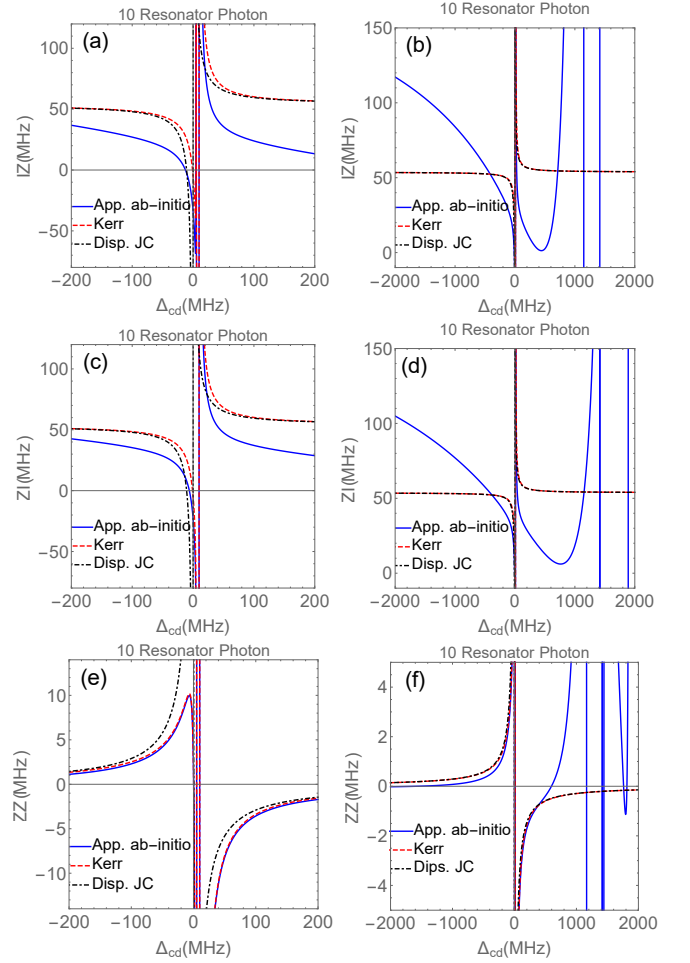 10 Resonator Photon
(a)
IZ(MHz)
100
50
0
−50
App. ab−initio
Kerr
Disp. JC
−200 −100 0 100 200
Δcd(MHz)
10 Resonator Photon
(b)
IZ(MHz)
150
100
50
0
App. ab−initio
Kerr
Disp. JC
−2000 −1000 0 1000 2000
Δcd(MHz)
10 Resonator Photon
(c)
ZI(MHz)
100
50
0
−50
App. ab−initio
Kerr
Disp. JC
−200 −100 0 100 200
Δcd(MHz)
10 Resonator Photon
(d)
ZI(MHz)
150
100
50
0
App. ab−initio
Kerr
Disp. JC
−2000 −1000 0 1000 2000
Δcd(MHz)
10 Resonator Photon
(e)
ZZ(MHz)
10
5
0
−5
−10
App. ab−initio
Kerr
Disp. JC
−200 −100 0 100 200
Δcd(MHz)
10 Resonator Photon
(f)
ZZ(MHz)
4
2
0
−2
−4
App. ab−initio
Kerr
Dips. JC
−2000 −1000 0 1000 2000
Δcd(MHz)